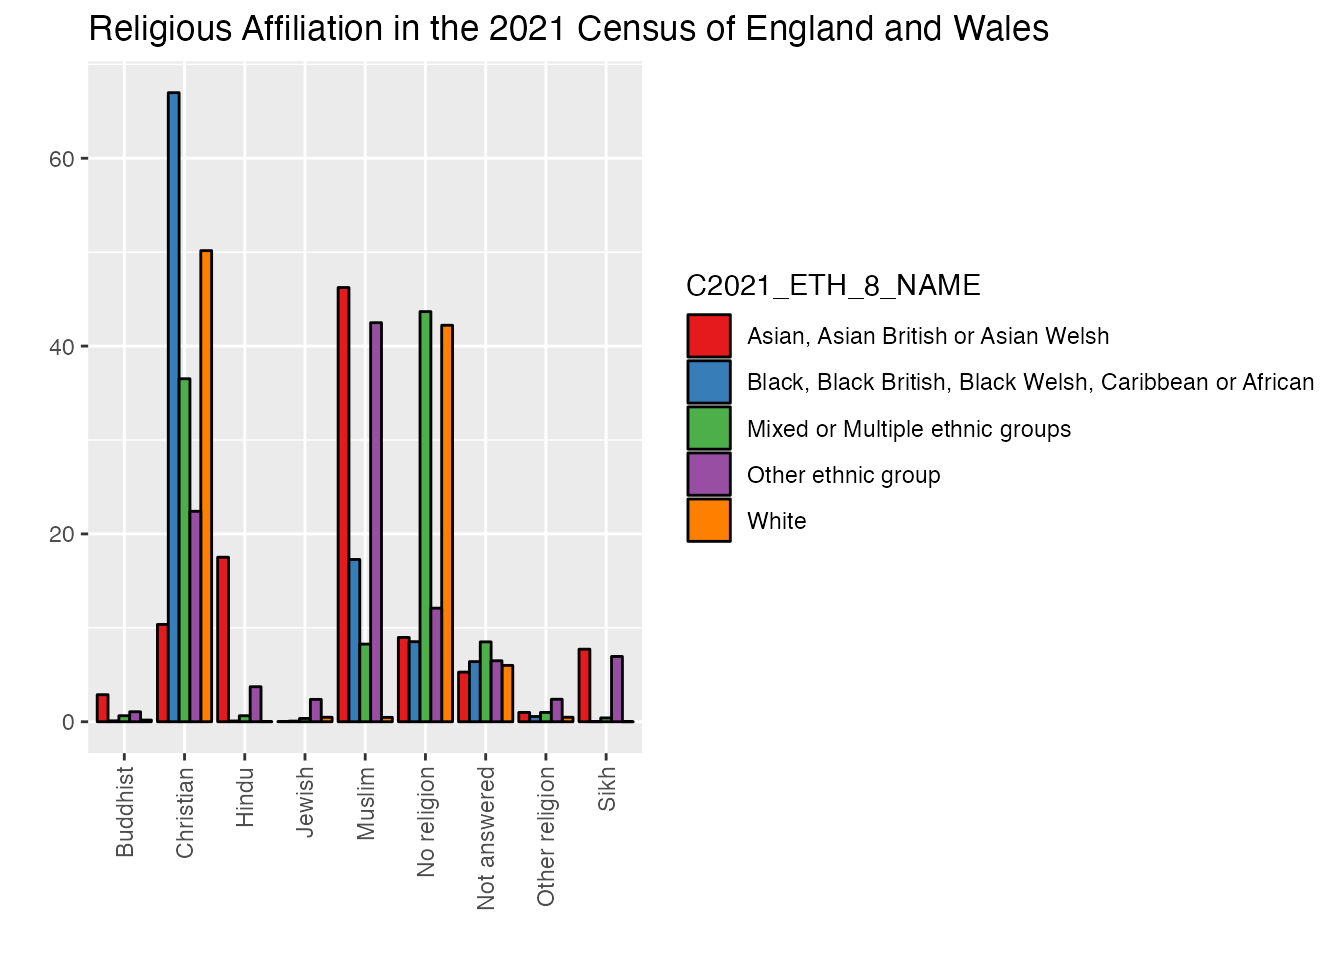 Religious Affiliation in the 2021 Census of England and Wales
60
40
20
0
Buddhist
Christian
Hindu
Jewish
Muslim
No religion
Not answered
Other religion
Sikh
C2021_ETH_8_NAME
Asian, Asian British or Asian Welsh
Black, Black British, Black Welsh, Caribbean or African
Mixed or Multiple ethnic groups
Other ethnic group
White